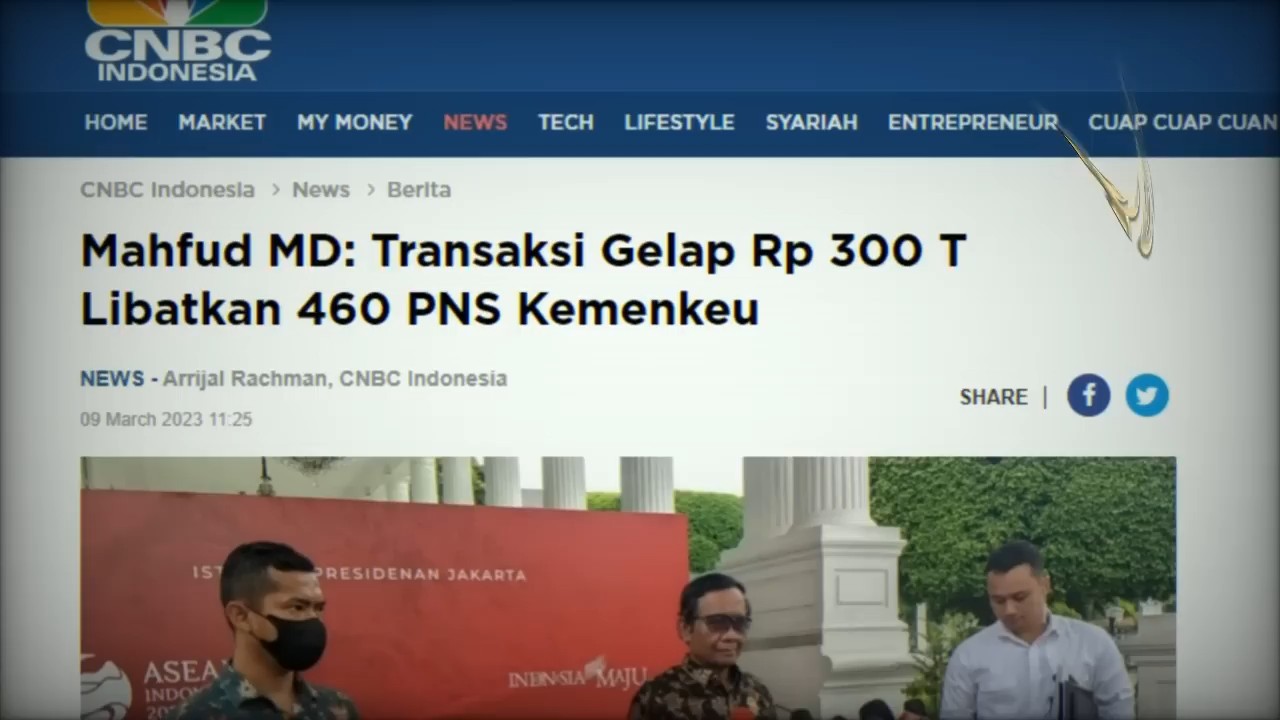 CNBC
INDONESIA
HOME MARKET MY MONEY NEWS TECH LIFESTYLE SYARIAH ENTREPRENEUR CUAP CUAP CUAN
CNBC Indonesia > News > Berita
Mahfud MD: Transaksi Gelap Rp 300 T
Libatkan 460 PNS Kemenkeu
NEWS - Arrijal Rachman, CNBC Indonesia
09 March 2023 11:25
SHARE |
PRESIDENAN JAKARTA
ASEA
INDO
MAJU